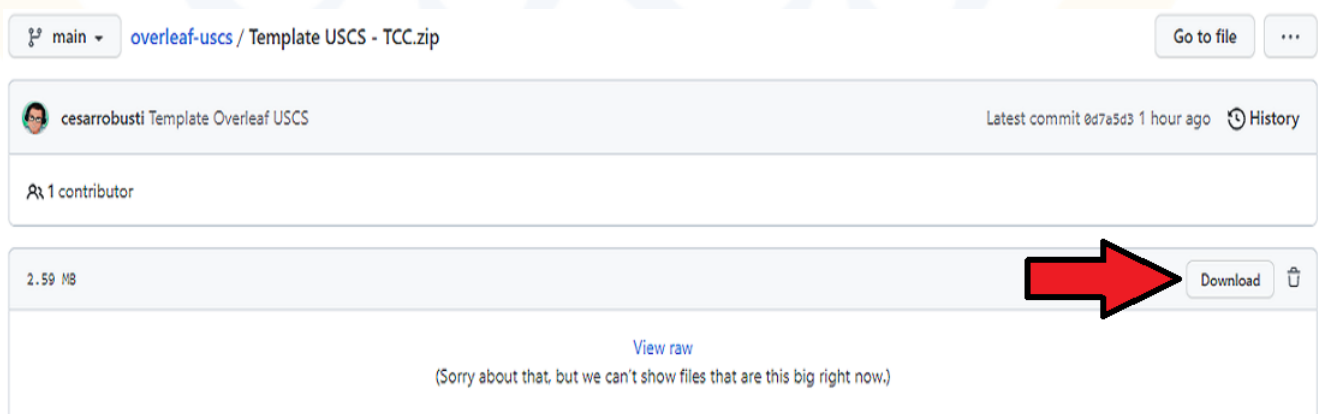 main overleaf-uscs / Template USCS - TCC.zip Go to file ...
cesarrobusti Template Overleaf USCS Latest commit 0d7a5d3 1 hour ago History
1 contributor
2.59 MB Download
View raw
(Sorry about that, but we can't show files that are this big right now.)